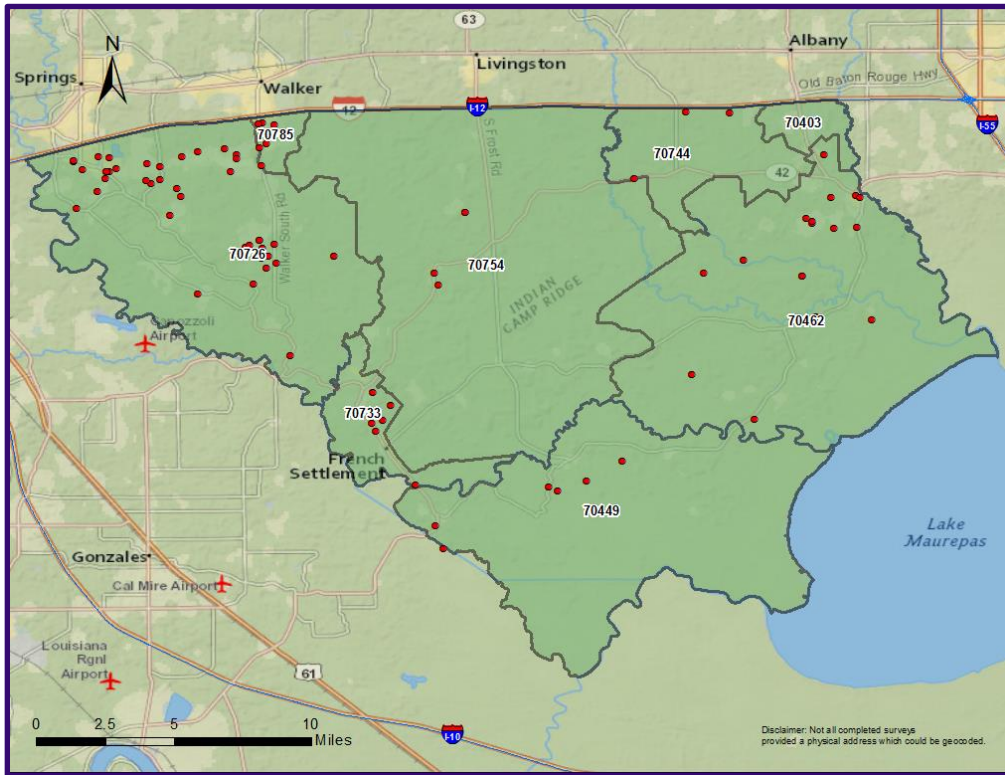 63
Albany
N
Livingston
Springs
Walker
Old Baton Rouge Hwy
12
I-12
I-55
70785
70403
S Frost Rd
70744
42
Walker South Rd
70726
70754
INDIAN
CAMP RIDGE
70462
Capozzoli
Airport
70733
French
Settlement
70449
Lake
Maurepas
Gonzales
Cal Mire Airport
Louisiana
Rgnl
Airport
61
0 2.5 5 10
Miles
I-10
Disclaimer: Not all completed surveys
provided a physical address which could be geocoded.